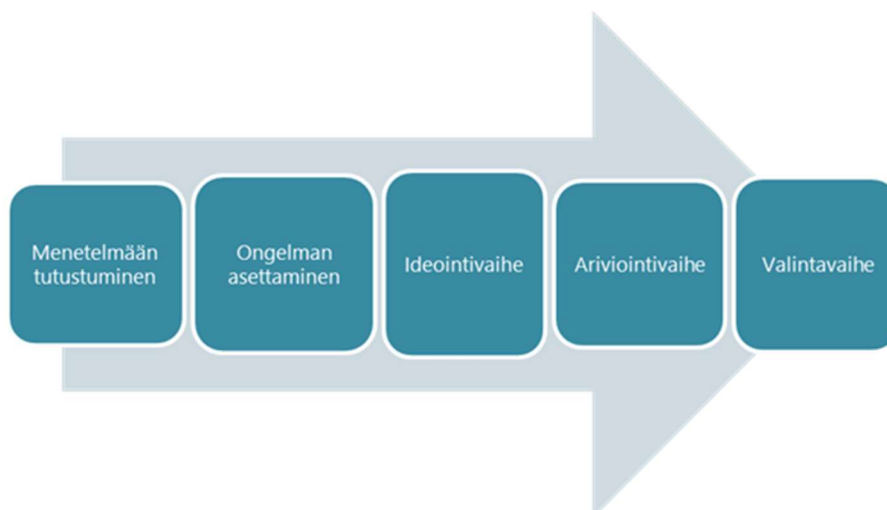 Menetelmään
tutustuminen
Ongelman
asettaminen
Ideointivaihe
Ariviointivaihe
Valintavaihe